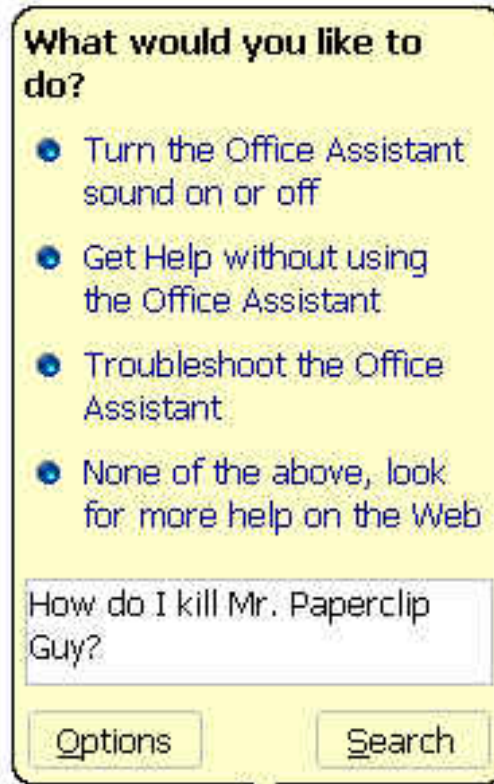 What would you like to
do?
Turn the Office Assistant
sound on or off
Get Help without using
the Office Assistant
Troubleshoot the Office
Assistant
None of the above, look
for more help on the Web
How do I kill Mr. Paperclip
Guy?
Options
Search